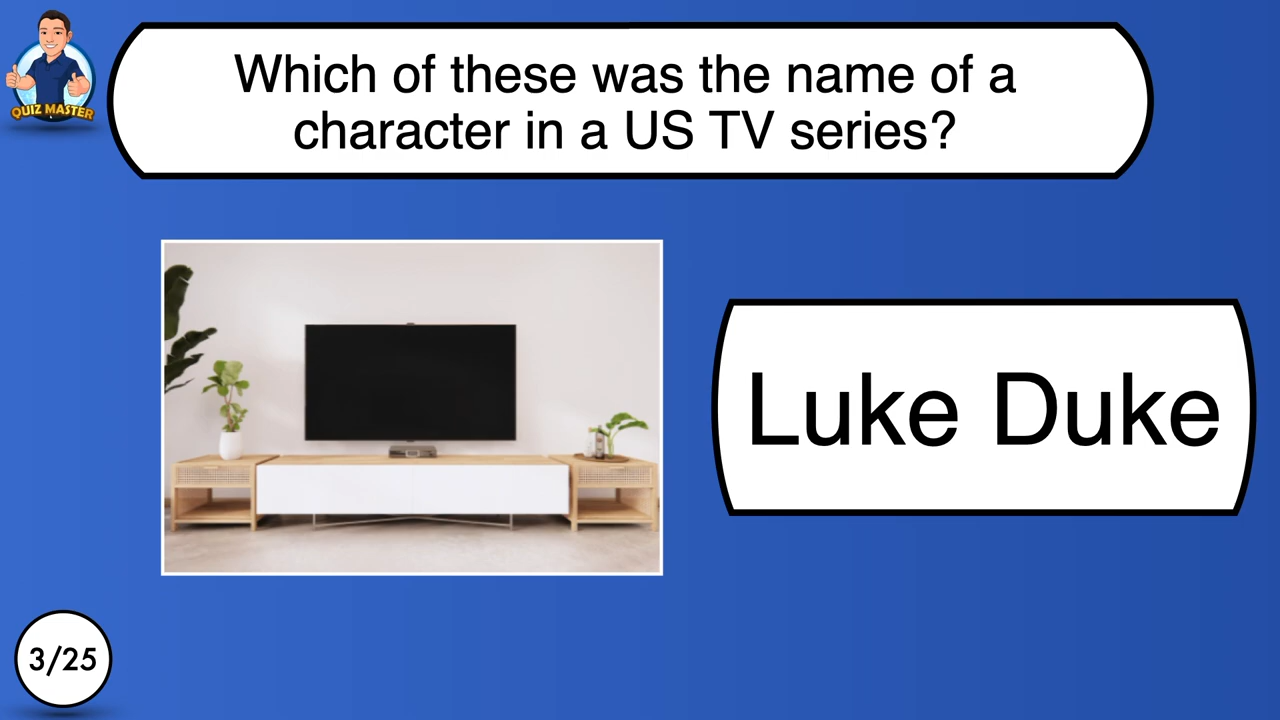 QUIZ MASTER
Which of these was the name of a
character in a US TV series?
Luke Duke
3/25